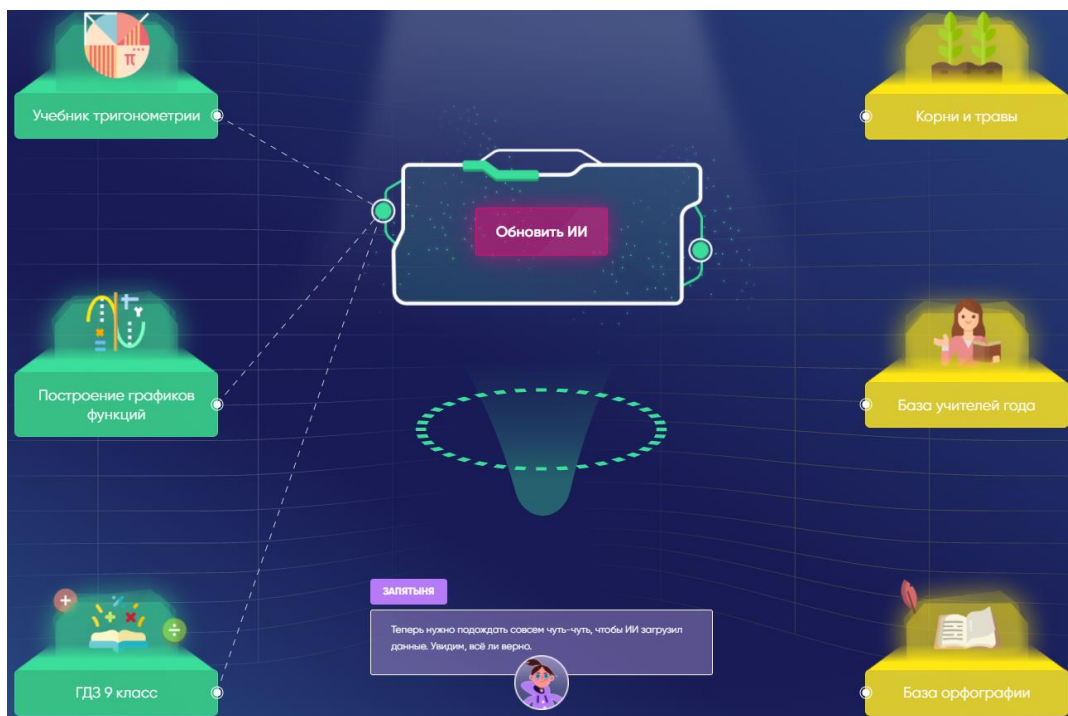 Учебник тригонометрии
Корни и травы
Обновить ИИ
Построение графиков
функций
База учителей года
ЗАПЯТЫНЯ
Теперь нужно подождать совсем чуть-чуть, чтобы ИИ загрузил
данные. Увидим, всё ли верно.
ГДЗ 9 класс
База орфографии